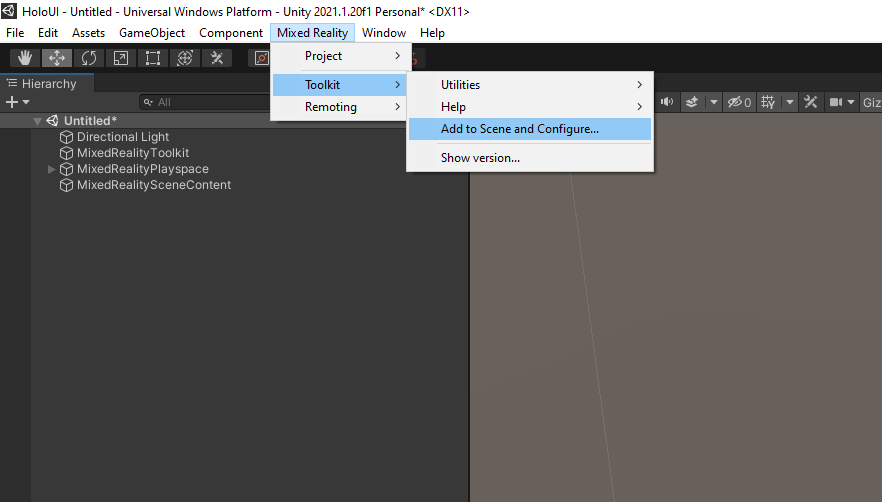 HoloUI - Untitled - Universal Windows Platform - Unity 2021.1.20f1 Personal* <DX11>
File Edit Assets GameObject Component Mixed Reality Window Help
Project
Toolkit
Remoting
Utilities
Help
Add to Scene and Configure...
Show version...
Hierarchy
All
0
Giz
Untitled*
Directional Light
MixedRealityToolkit
MixedRealityPlayspace
MixedRealitySceneContent